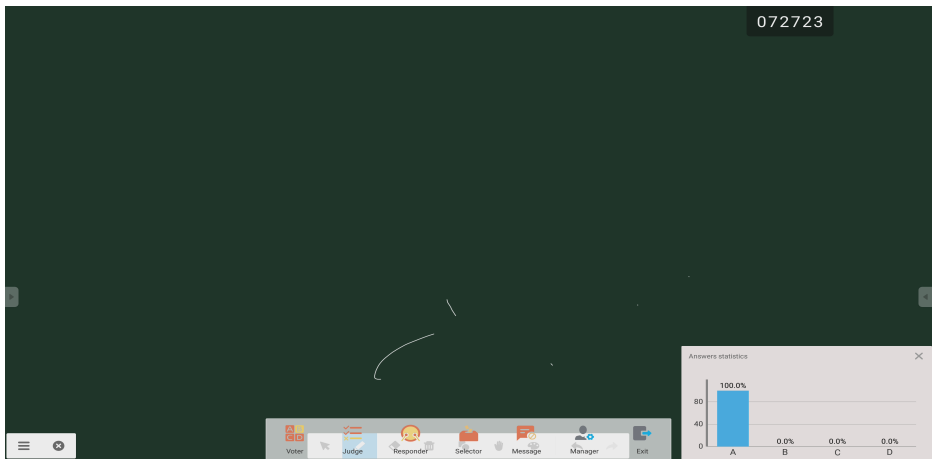 072723
Answers statistics
80
40
0
100.0%
0.0%
0.0%
0.0%
A
B
C
D
A B
C D
Voter
Judge
Responder
Selector
Message
Manager
Exit